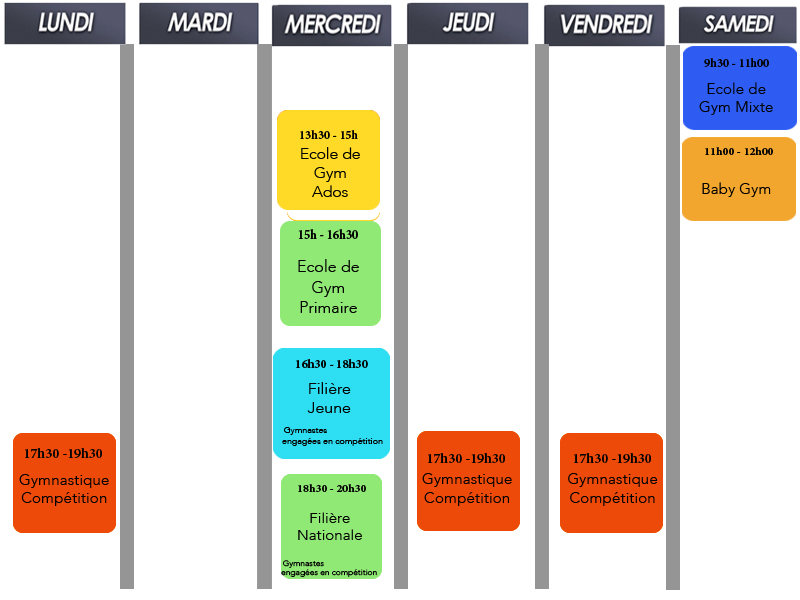 LUNDI
MARDI
MERCREDI
JEUDI
VENDREDI
SAMEDI
17h30 -19h30
Gymnastique
Compétition
13h30 - 15h
Ecole de
Gym
Ados
15h - 16h30
Ecole de
Gym
Primaire
16h30 - 18h30
Filière
Jeune
Gymnastes
engagées en compétition
18h30 - 20h30
Filière
Nationale
Gymnastes
engagées en compétition
17h30 -19h30
Gymnastique
Compétition
17h30 -19h30
Gymnastique
Compétition
9h30 - 11h00
Ecole de
Gym Mixte
11h00 - 12h00
Baby Gym